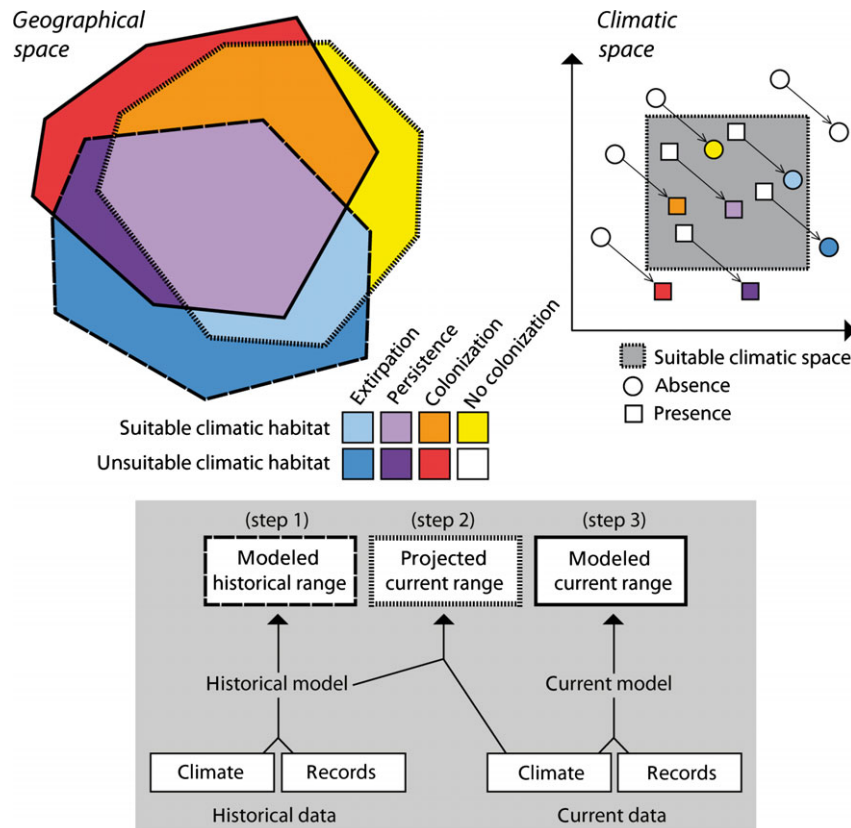 Geographical
space
Climatic
space
Extirpation
Persistence
Colonization
No colonization
Suitable climatic habitat
Unsuitable climatic habitat
Suitable climatic space
Absence
Presence
(step 1)
(step 2)
(step 3)
Modeled
historical range
Projected
current range
Modeled
current range
Historical model
Current model
Climate
Records
Climate
Records
Historical data
Current data